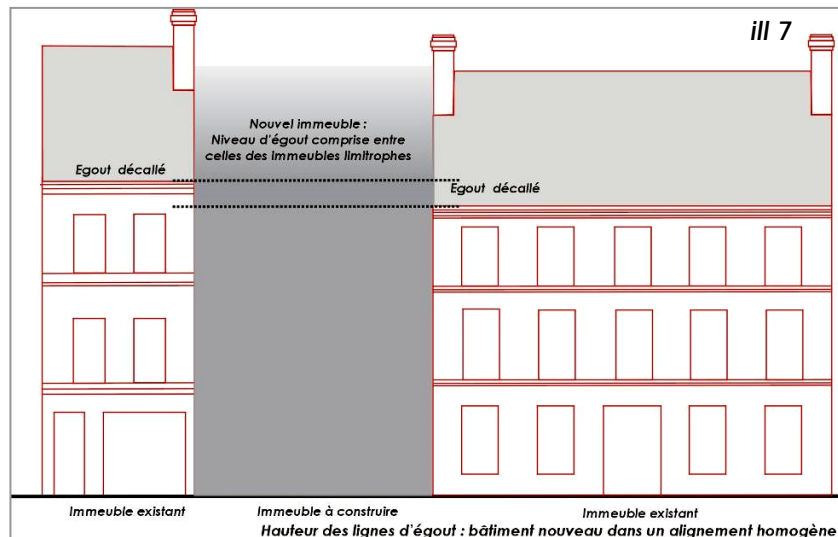 ill 7
Nouvel immeuble :
Niveau d'égout comprise entre
celles des immeubles limitrophes
Egout décallé
Egout décallé
Immeuble existant
Immeuble à construire
Immeuble existant
Hauteur des lignes d'égout : bâtiment nouveau dans un alignement homogène